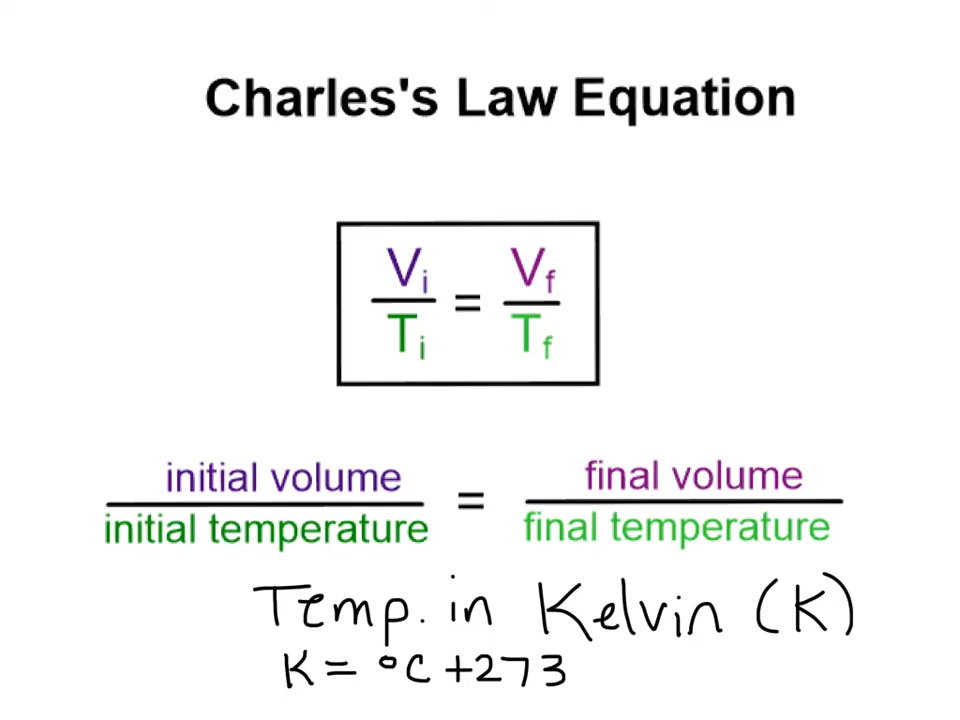 Charles's Law Equation
Vi = Vf
Ti Tf
initial volume = final volume
initial temperature final temperature
Temp. in Kelvin (K)
K = °C + 273